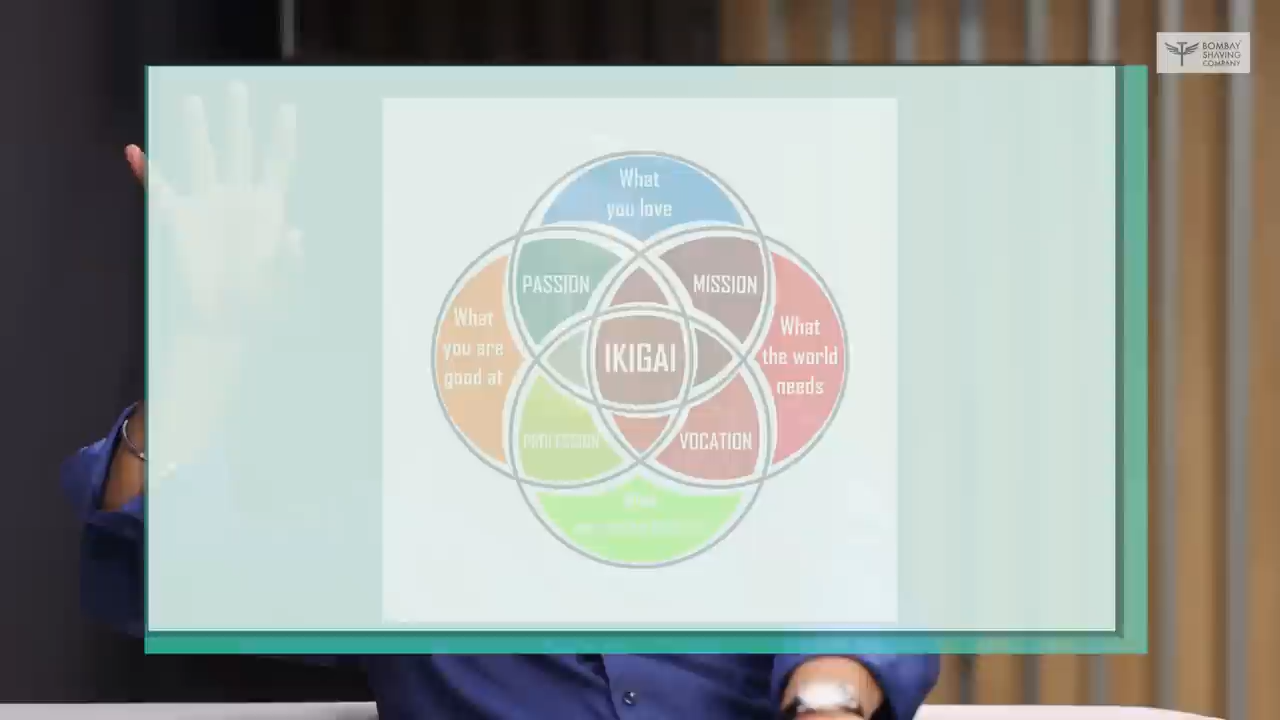 BOMBAY
SHAVING
COMPANY
What
you love
PASSION
MISSION
What
you are
good at
IKIGAI
What
the world
needs
PROFESSION
VOCATION
What